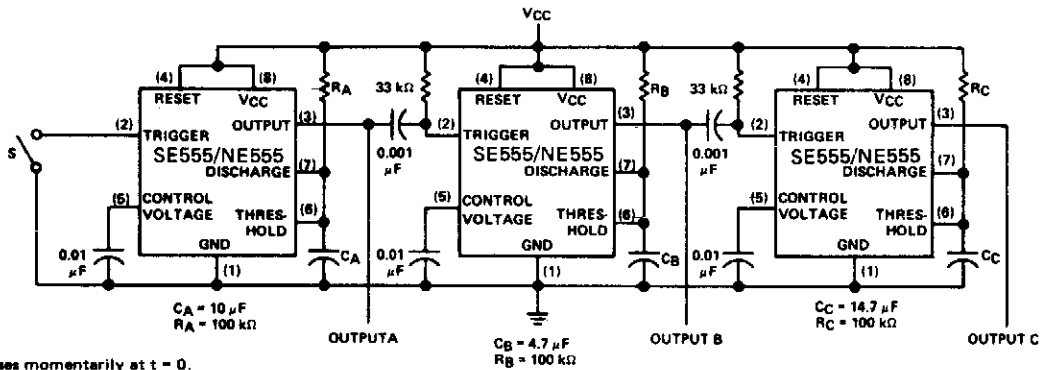 VCC
(4) (8)
RESET VCC
RA
33 kΩ
(2) TRIGGER
OUTPUT (3)
SE555/NE555
DISCHARGE (7)
(5) CONTROL
VOLTAGE
THRES-
HOLD (6)
GND
(1)
S
0.01
μF
CA
0.001
μF
(4) (8)
RESET VCC
RB
33 kΩ
(2) TRIGGER
OUTPUT (3)
SE555/NE555
DISCHARGE (7)
(5) CONTROL
VOLTAGE
THRES-
HOLD (6)
GND
(1)
0.01
μF
CB
0.001
μF
(4) (8)
RESET VCC
RC
(2) TRIGGER
OUTPUT (3)
SE555/NE555
DISCHARGE (7)
(5) CONTROL
VOLTAGE
THRES-
HOLD (6)
GND
(1)
0.01
μF
CC
CA = 10 μF
RA = 100 kΩ
OUTPUT A
CB = 4.7 μF
RB = 100 kΩ
OUTPUT B
CC = 14.7 μF
RC = 100 kΩ
OUTPUT C
momentarily at t = 0.